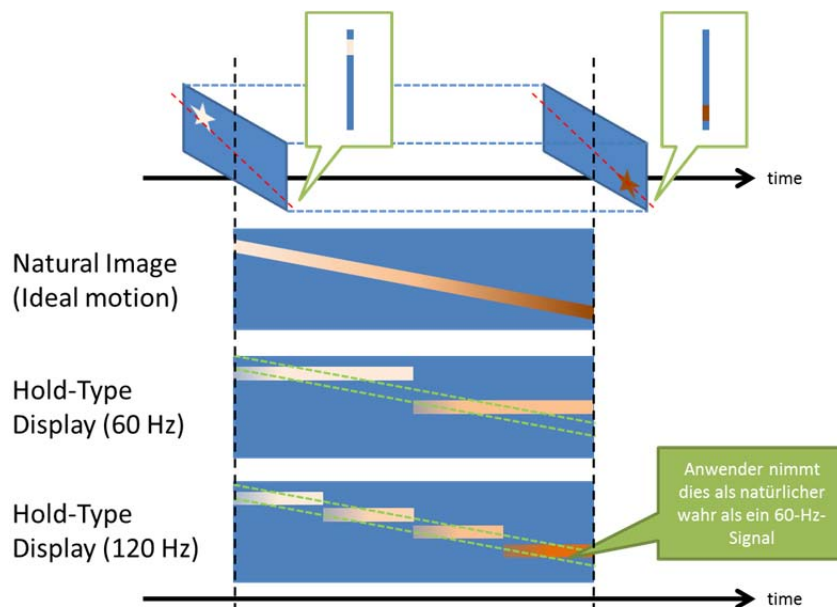 time
time
Natural Image
(Ideal motion)
Hold-Type
Display (60 Hz)
Hold-Type
Display (120 Hz)
Anwender nimmt
dies als natürlicher
wahr als ein 60-Hz-
Signal
time